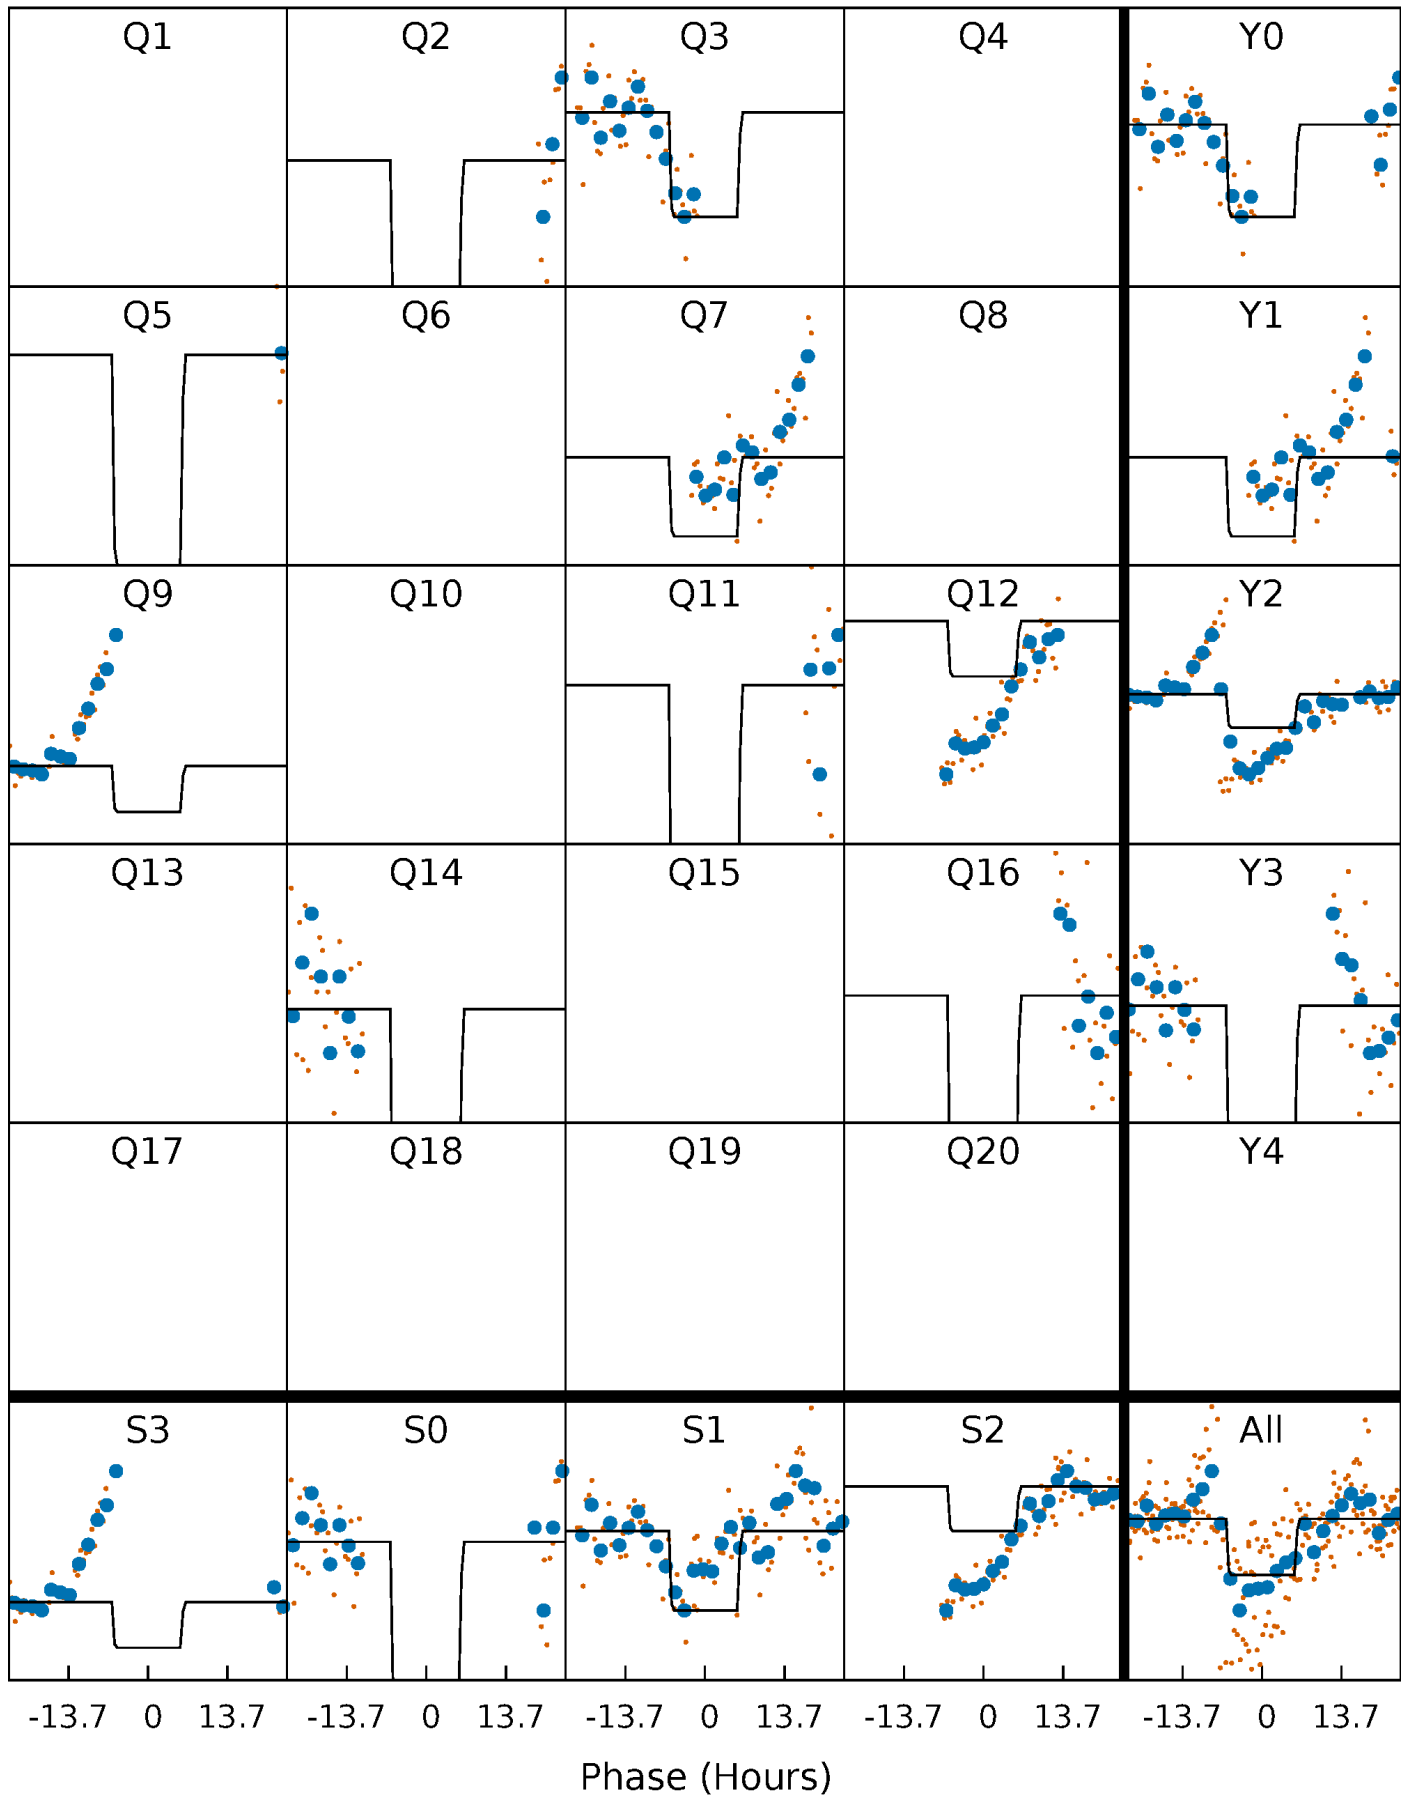 Q1 Q2 Q3 Q4 Y0
Q5 Q6 Q7 Q8 Y1
Q9 Q10 Q11 Q12 Y2
Q13 Q14 Q15 Q16 Y3
Q17 Q18 Q19 Q20 Y4
S3 S0 S1 S2 All
-13.7 0 13.7 -13.7 0 13.7 -13.7 0 13.7 -13.7 0 13.7 -13.7 0 13.7
Phase (Hours)